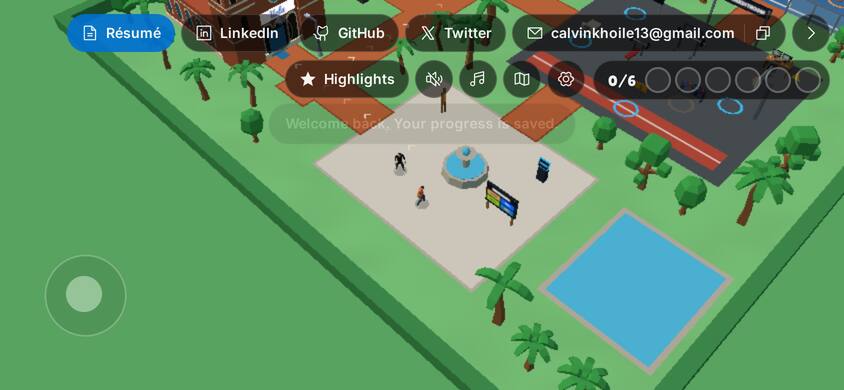 Résumé LinkedIn GitHub Twitter calvinkhoile13@gmail.com
Highlights 0/6
Welcome back, Your progress is saved.